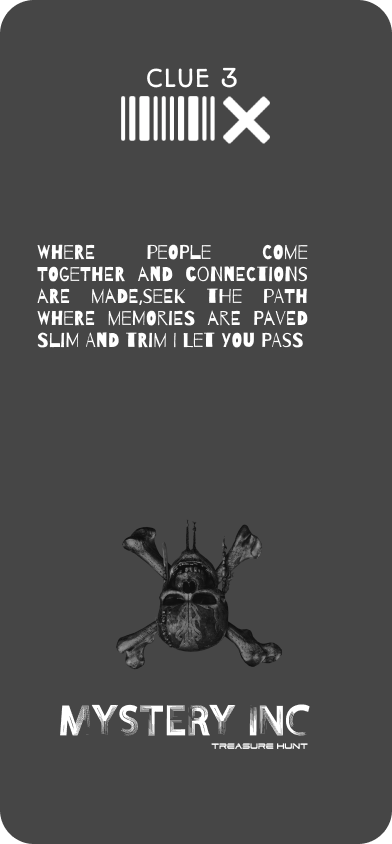 CLUE 3
WHERE PEOPLE COME
TOGETHER AND CONNECTIONS
ARE MADE,SEEK THE PATH
WHERE MEMORIES ARE PAVED
SLIM AND TRIM I LET YOU PASS
MYSTERY INC
TREASURE HUNT